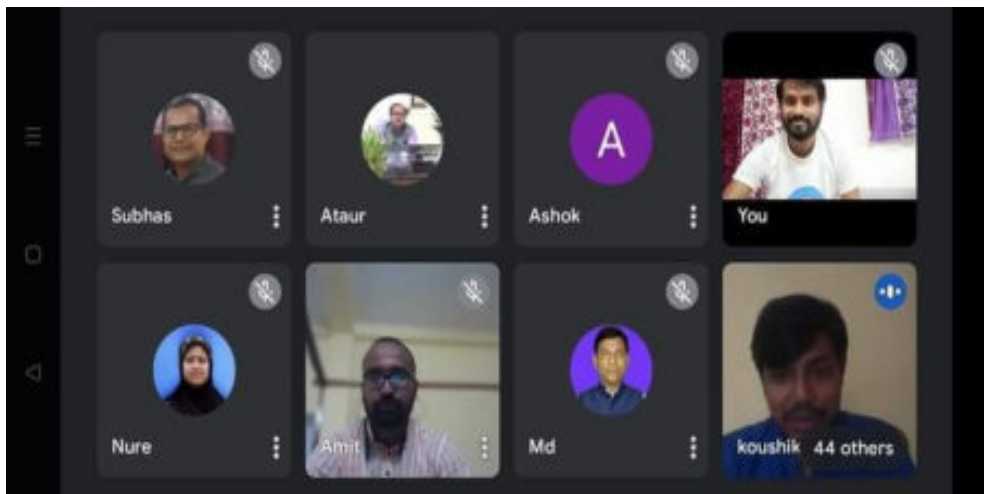 Subhas
Ataur
A
Ashok
You
Nure
Amit
Md
koushik 44 others